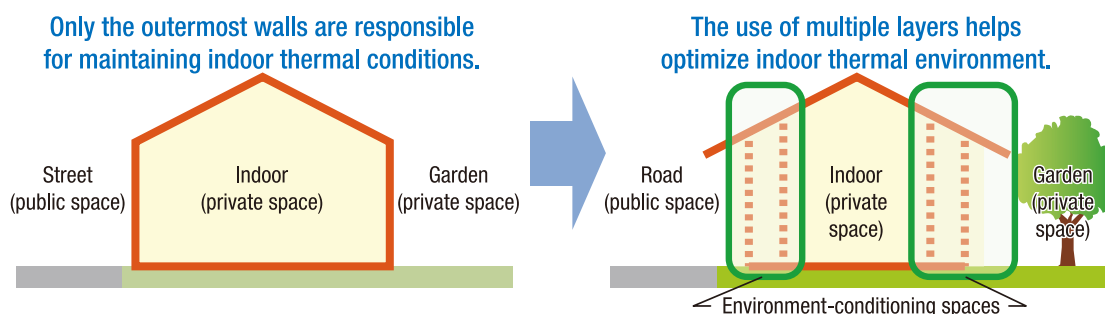 Only the outermost walls are responsible
for maintaining indoor thermal conditions.
Street
(public space)
Indoor
(private space)
Garden
(private space)
The use of multiple layers helps
optimize indoor thermal environment.
Road
(public space)
Indoor
(private
space)
Garden
(private
space)
Environment-conditioning spaces